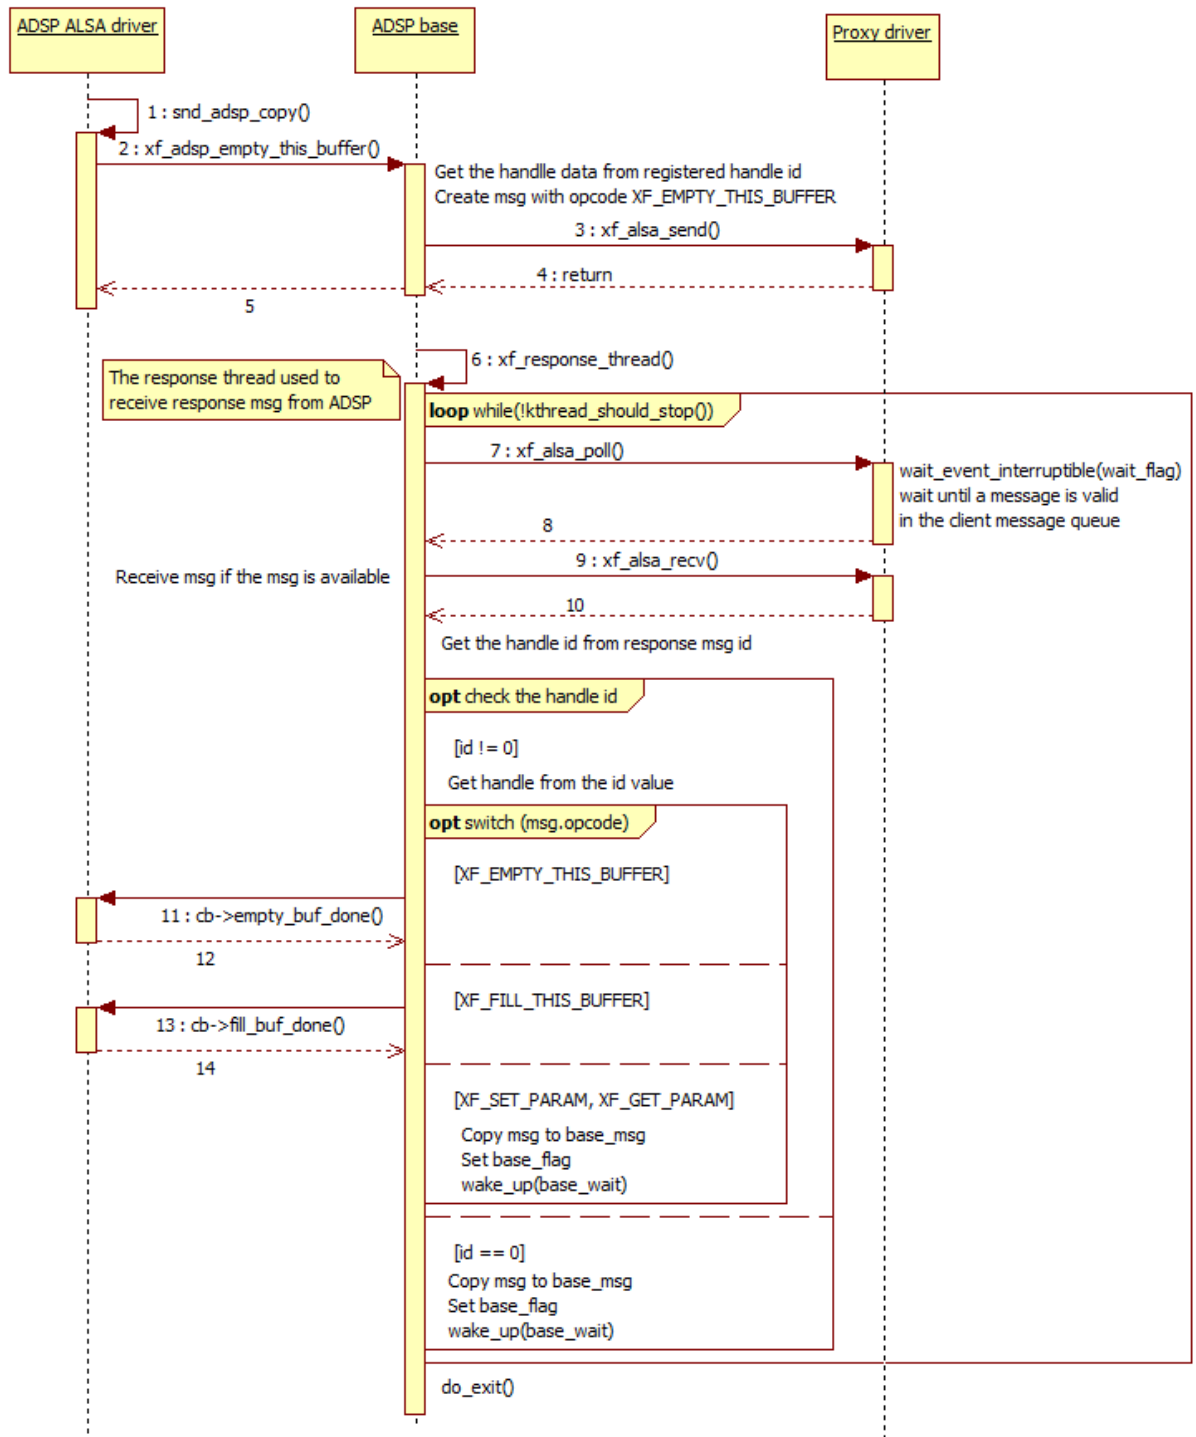 ADSP ALSA driver
ADSP base
Proxy driver
1 : snd_adsp_copy()
2 : xf_adsp_empty_this_buffer()
Get the handlle data from registered handle id
Create msg with opcode XF_EMPTY_THIS_BUFFER
3 : xf_alsa_send()
4 : return
5
6 : xf_response_thread()
The response thread used to
receive response msg from ADSP
loop while(!kthread_should_stop())
7 : xf_alsa_poll()
wait_event_interruptible(wait_flag)
wait until a message is valid
in the client message queue
8
9 : xf_alsa_recv()
Receive msg if the msg is available
10
Get the handle id from response msg id
opt check the handle id
[id != 0]
Get handle from the id value
opt switch (msg.opcode)
[XF_EMPTY_THIS_BUFFER]
11 : cb->empty_buf_done()
12
[XF_FILL_THIS_BUFFER]
13 : cb->fill_buf_done()
14
[XF_SET_PARAM, XF_GET_PARAM]
Copy msg to base_msg
Set base_flag
wake_up(base_wait)
[id == 0]
Copy msg to base_msg
Set base_flag
wake_up(base_wait)
do_exit()